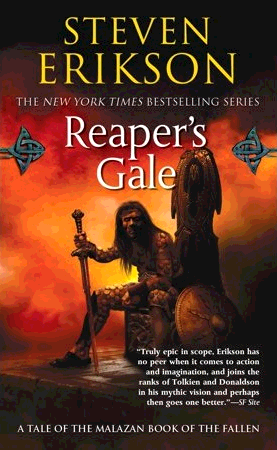 STEVEN
ERIKSON
THE NEW YORK TIMES BESTSELLING SERIES
Reaper's
Gale
"Truly epic in scope, Erikson has
no peer when it comes to action
and imagination, and joins the
ranks of Tolkien and Donaldson
in his mythic vision and perhaps
then goes one better."—SF Site
A TALE OF THE MALAZAN BOOK OF THE FALLEN